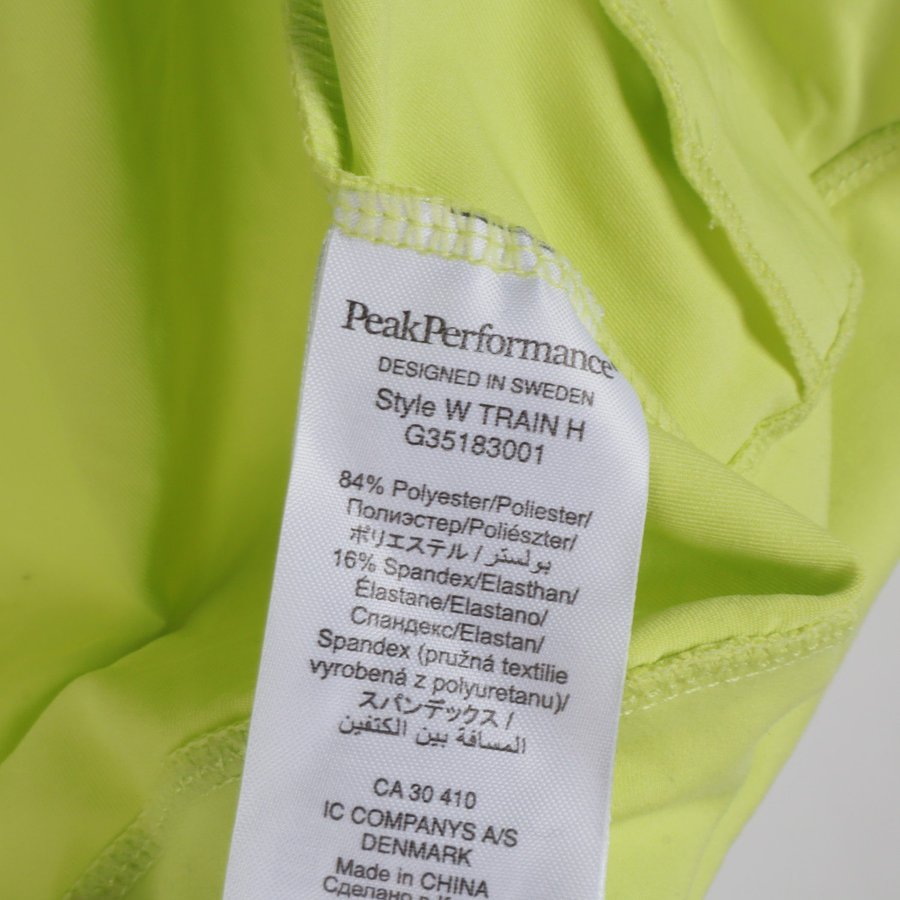 PeakPerformance
DESIGNED IN SWEDEN
Style W TRAIN H
G35183001
84% Polyester/Poliester/
Полиэстер/Poliészter/
ポリエステル / بولستر/
16% Spandex/Elasthan/
Élastane/Elastano/
Спандекс/Elastan/
Spandex (pružná textilie
vyrobená z polyuretanu)/
スパンデックス /
المسافة بين الكتفين
CA 30 410
IC COMPANYS A/S
DENMARK
Made in CHINA
Сделано в